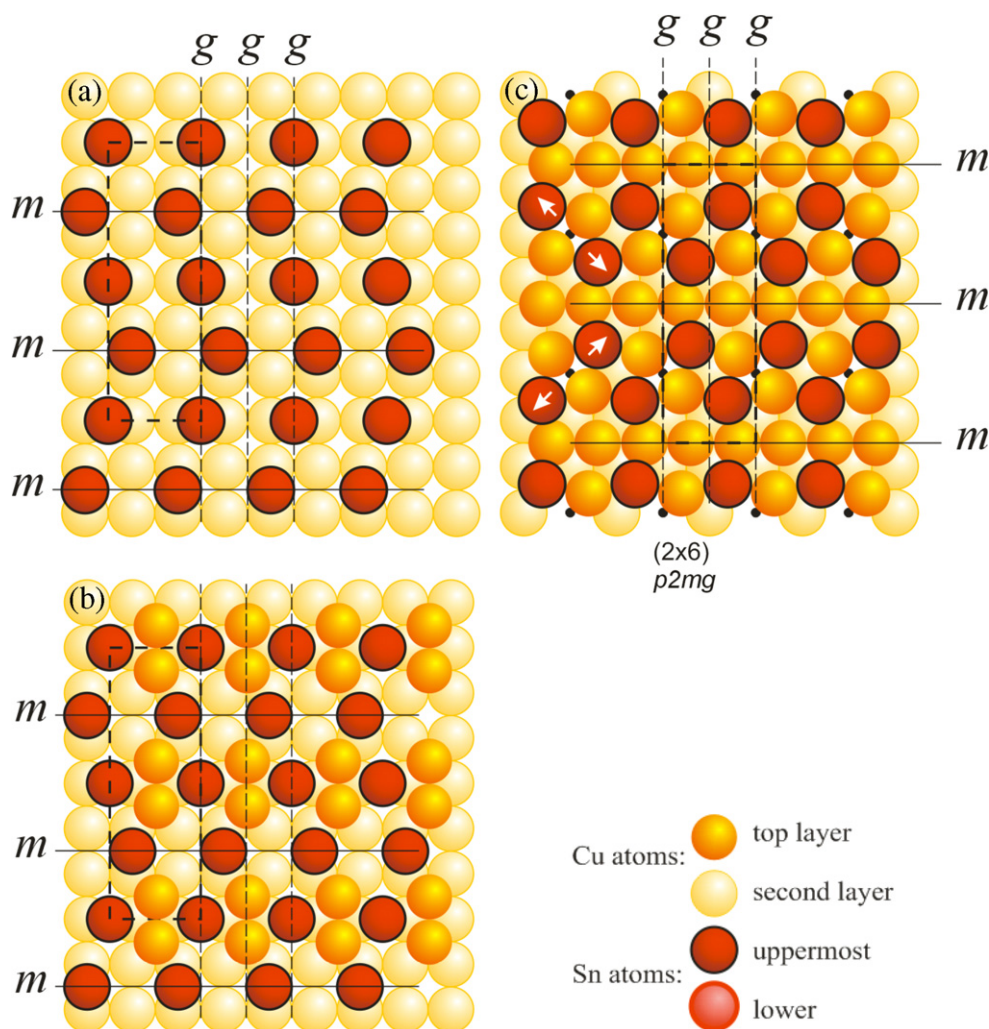 g g g
(a)
m
m
m
g g g
(c)
m
m
m
(2x6)
p2mg
(b)
m
m
m
Cu atoms:
top layer
second layer
Sn atoms:
uppermost
lower